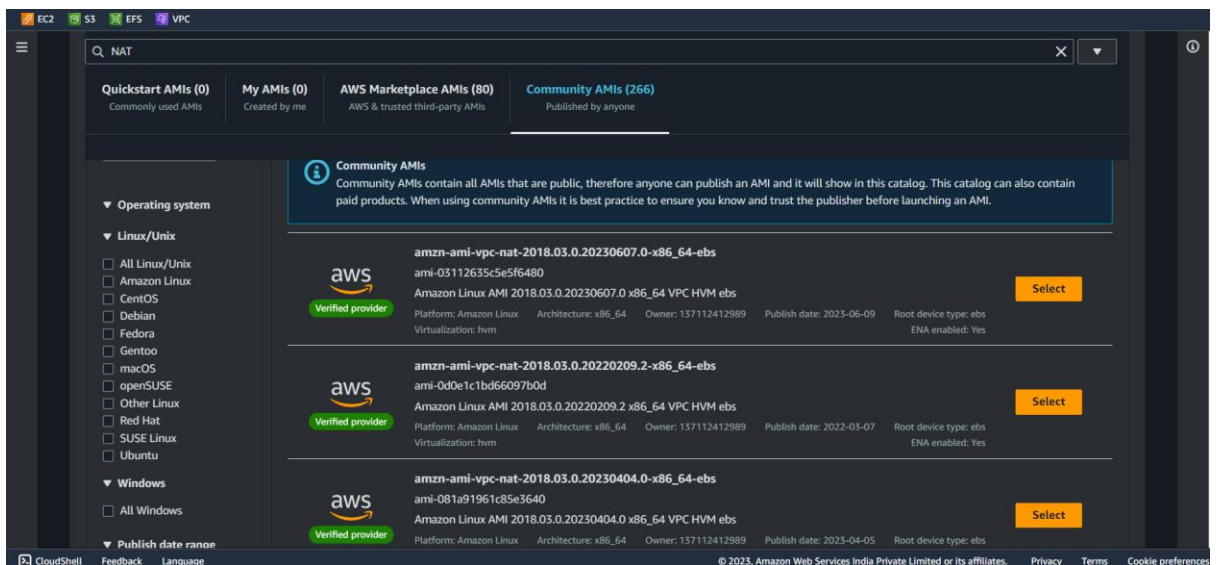 EC2 S3 EFS VPC
NAT
Quickstart AMIs (0) My AMIs (0) AWS Marketplace AMIs (80) Community AMIs (266)
Commonly used AMIs Created by me AWS & trusted third-party AMIs Published by anyone
Community AMIs
Community AMIs contain all AMIs that are public, therefore anyone can publish an AMI and it will show in this catalog. This catalog can also contain
paid products. When using community AMIs it is best practice to ensure you know and trust the publisher before launching an AMI.
Operating system
Linux/Unix
All Linux/Unix
Amazon Linux
CentOS
Debian
Fedora
Gentoo
macOS
openSUSE
Other Linux
Red Hat
SUSE Linux
Ubuntu
Windows
All Windows
Publish date range
aws
Verified provider
amzn-ami-vpc-nat-2018.03.0.20230607.0-x86_64-ebs
ami-03112635c5e5f6480
Amazon Linux AMI 2018.03.0.20230607.0 x86_64 VPC HVM ebs
Platform: Amazon Linux Architecture: x86_64 Owner: 137112412989 Publish date: 2023-06-09 Root device type: ebs
Virtualization: hvm ENA enabled: Yes
Select
aws
Verified provider
amzn-ami-vpc-nat-2018.03.0.20220209.2-x86_64-ebs
ami-0d0e1c1bd66097b0d
Amazon Linux AMI 2018.03.0.20220209.2 x86_64 VPC HVM ebs
Platform: Amazon Linux Architecture: x86_64 Owner: 137112412989 Publish date: 2022-03-07 Root device type: ebs
Virtualization: hvm ENA enabled: Yes
Select
aws
Verified provider
amzn-ami-vpc-nat-2018.03.0.20230404.0-x86_64-ebs
ami-081a91961c85e3640
Amazon Linux AMI 2018.03.0.20230404.0 x86_64 VPC HVM ebs
Platform: Amazon Linux Architecture: x86_64 Owner: 137112412989 Publish date: 2023-04-05 Root device type: ebs
Select
CloudShell Feedback Language © 2023, Amazon Web Services India Private Limited or its affiliates. Privacy Terms Cookie preferences